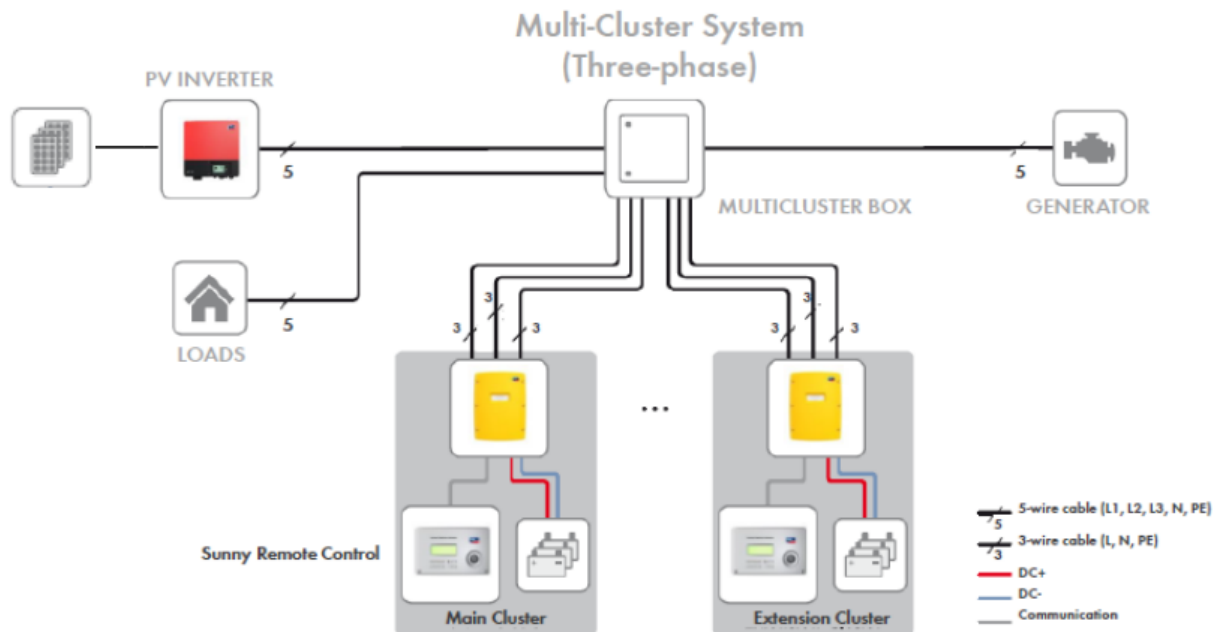 Multi-Cluster System
(Three-phase)
PV INVERTER
5
5
MULTICLUSTER BOX
GENERATOR
5
LOADS
3
3
3
3
3
3
...
5-wire cable (L1, L2, L3, N, PE)
5
3-wire cable (L, N, PE)
3
DC+
DC-
Communication
Sunny Remote Control
Main Cluster
Extension Cluster